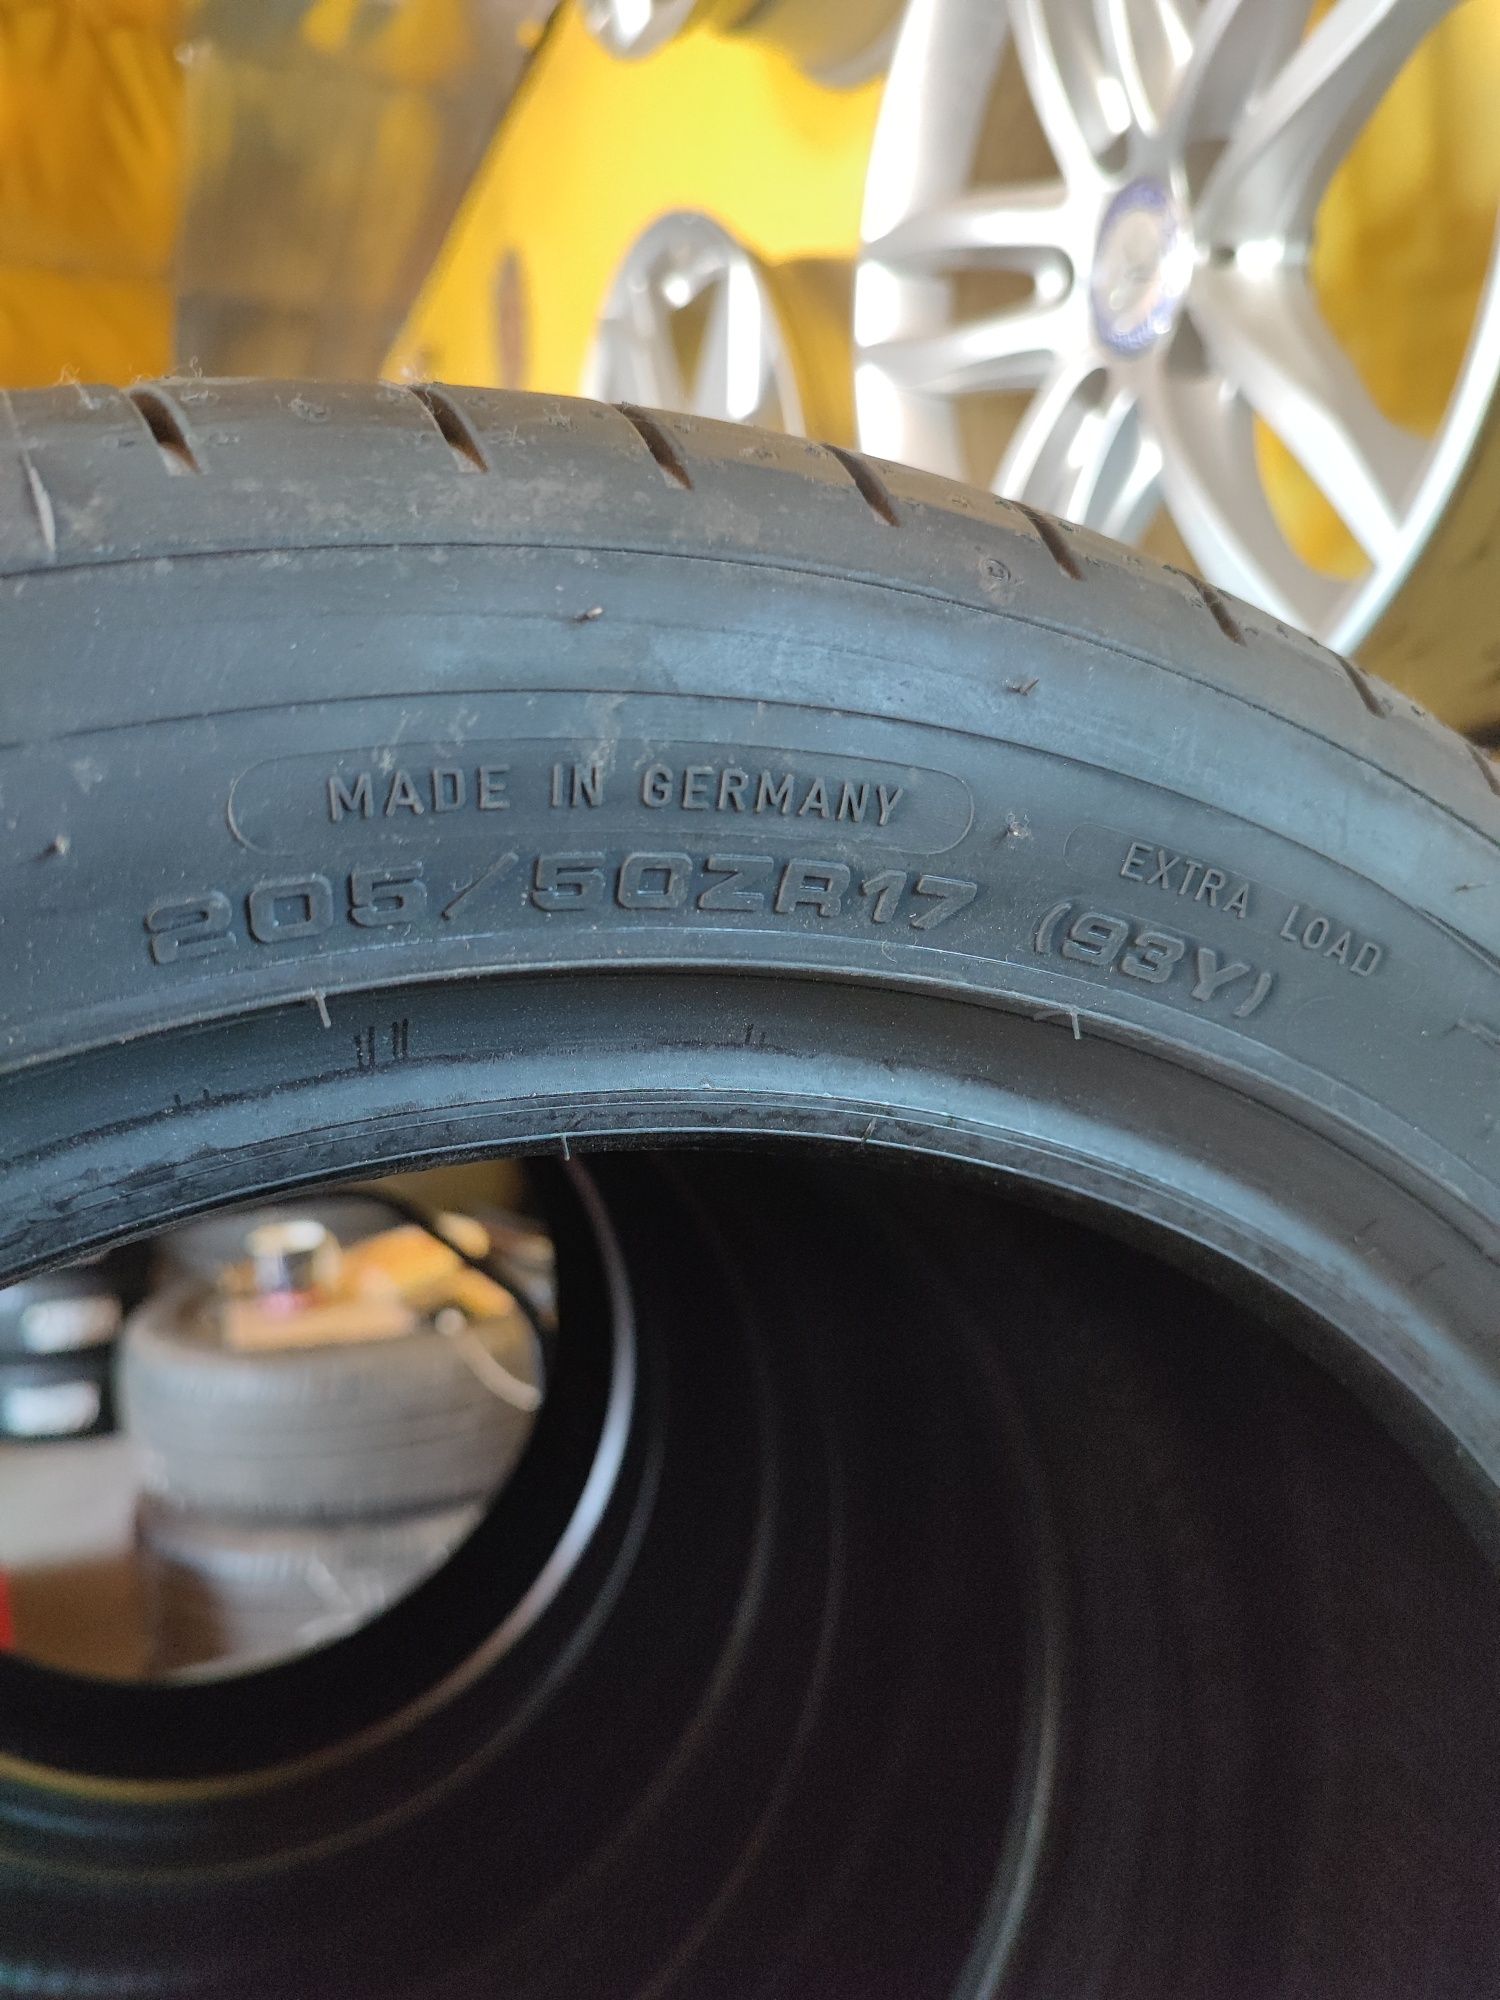 MADE IN GERMANY
EXTRA LOAD
205/50ZR17 (93Y)